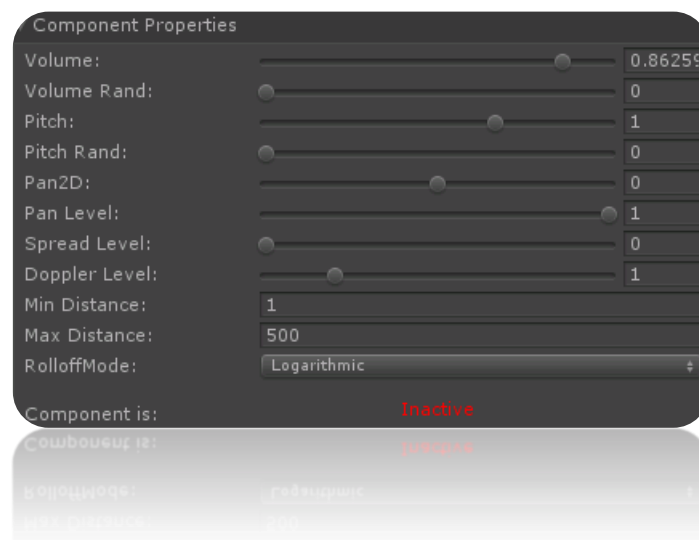 Component Properties
Volume: 0.86259
Volume Rand: 0
Pitch: 1
Pitch Rand: 0
Pan2D: 0
Pan Level: 1
Spread Level: 0
Doppler Level: 1
Min Distance: 1
Max Distance: 500
RolloffMode: Logarithmic
Component is: Inactive